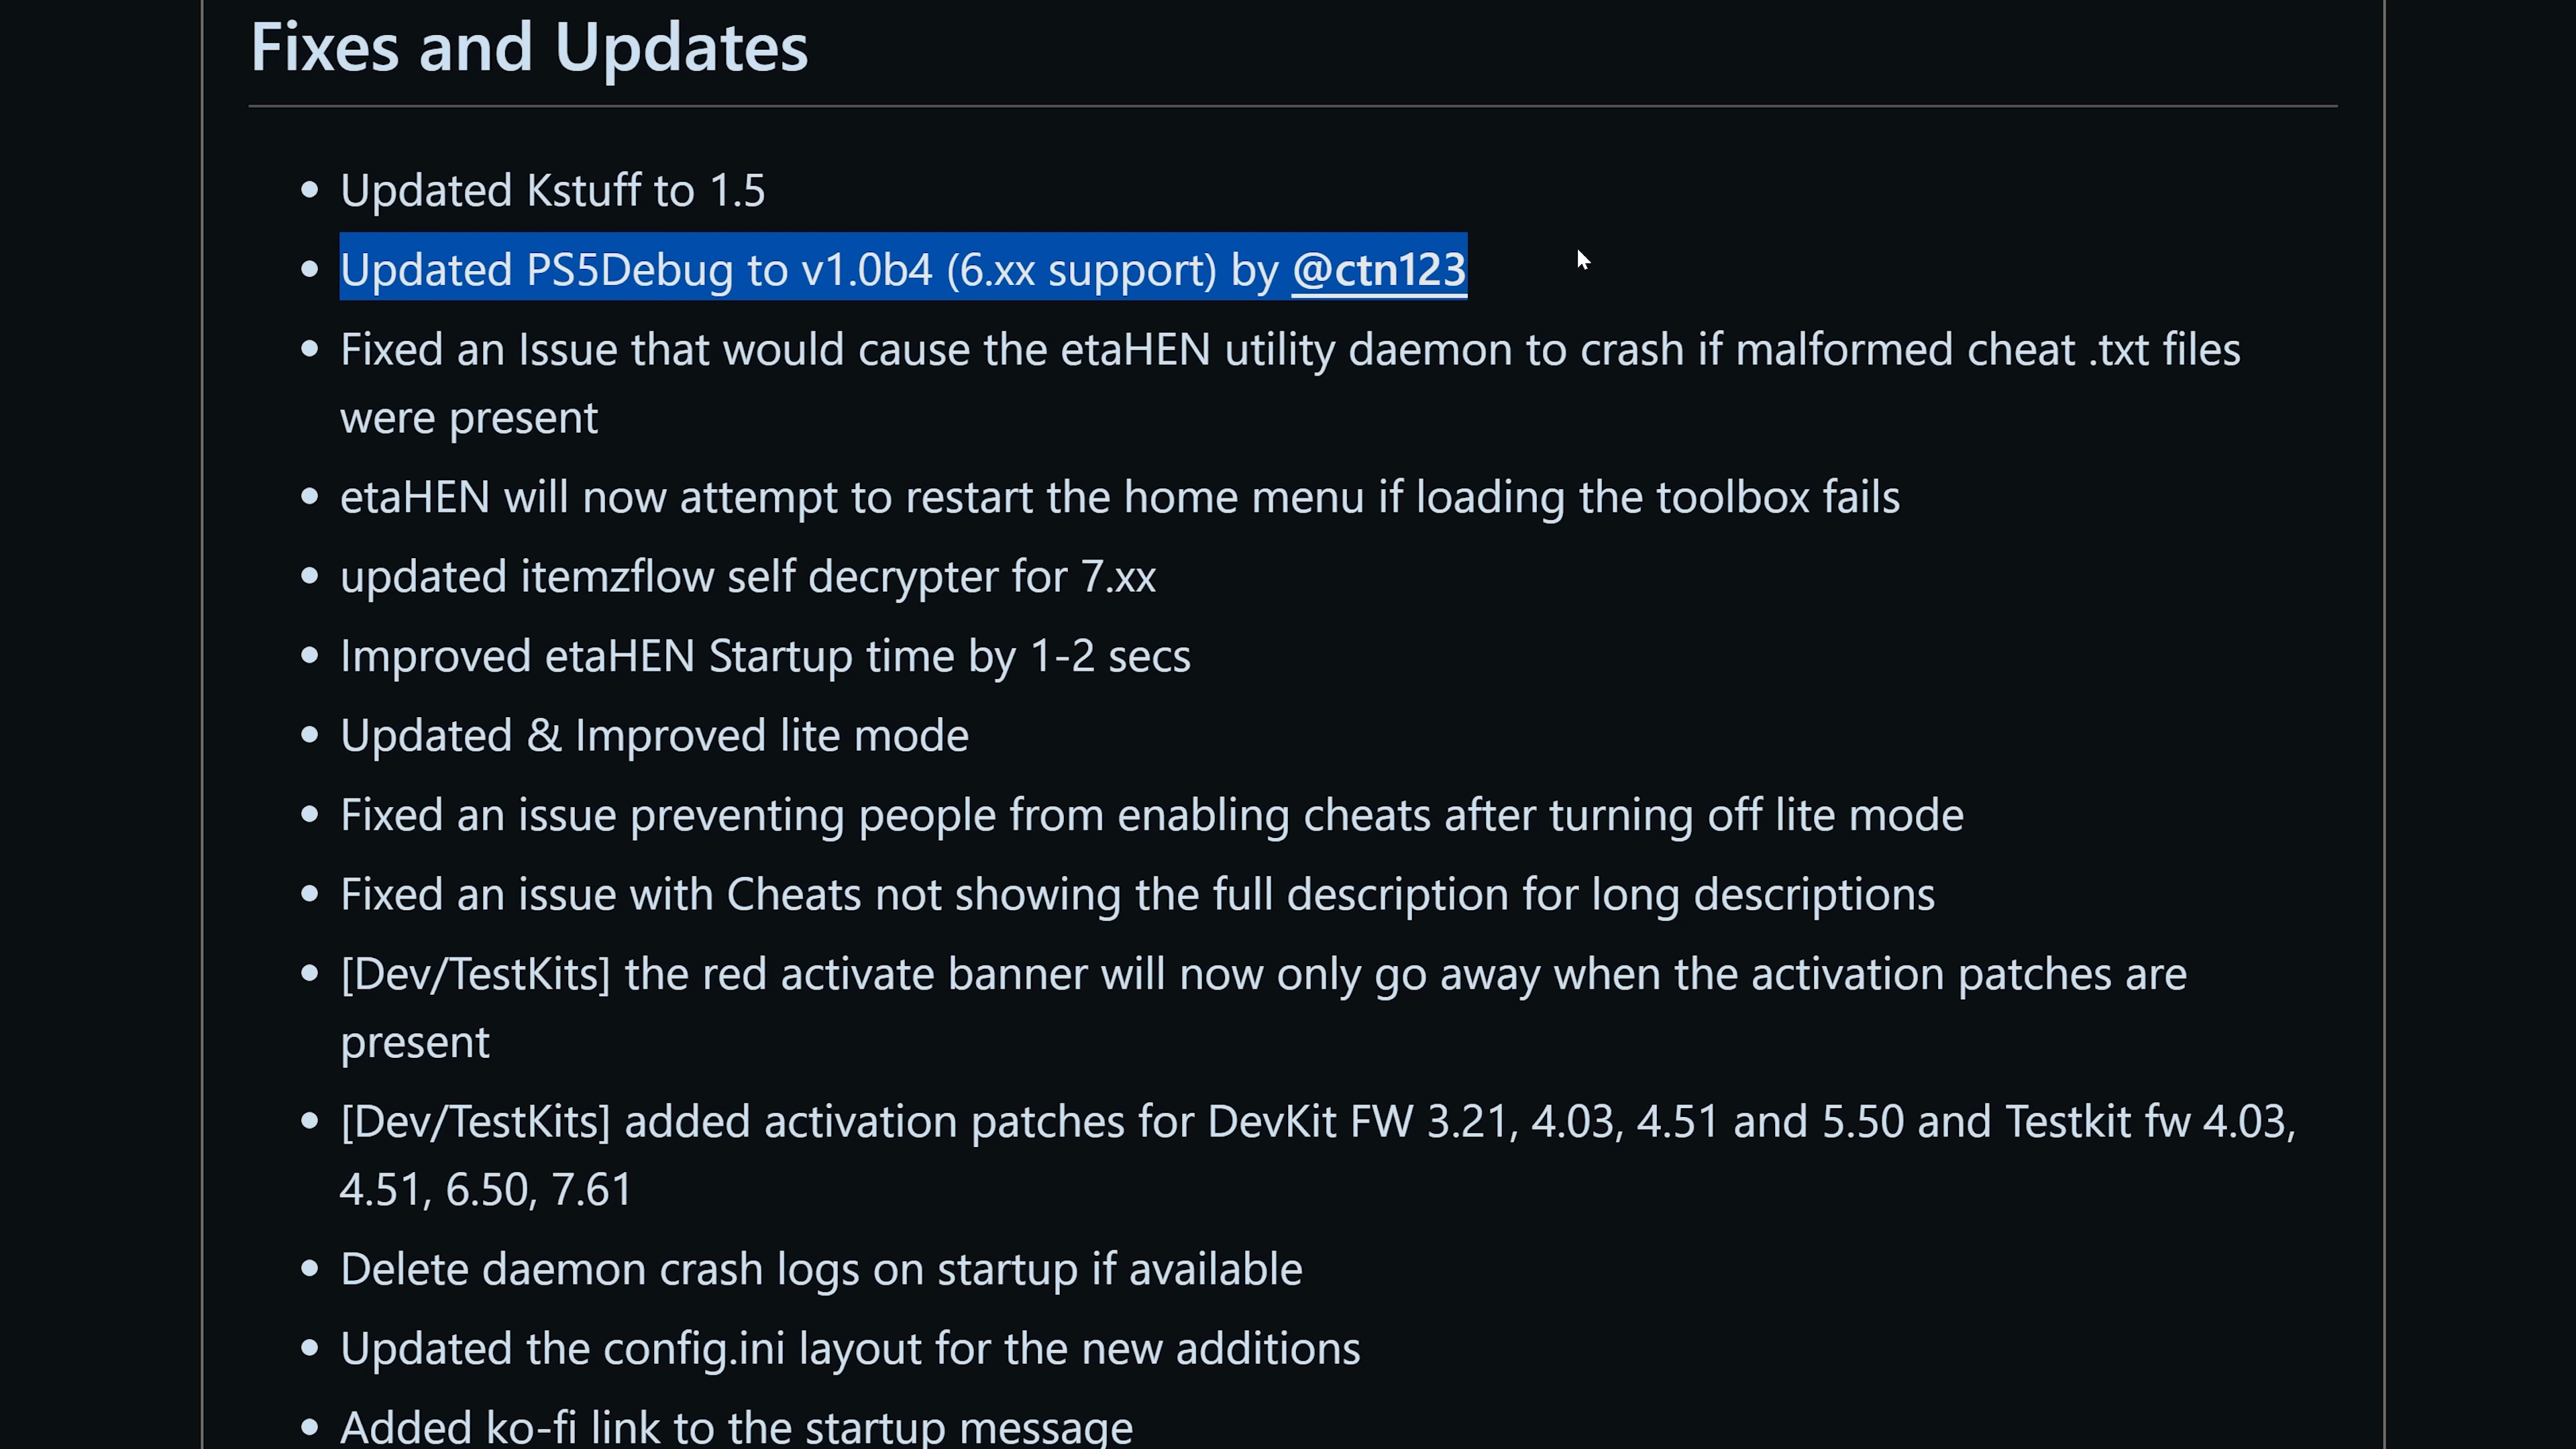 Fixes and Updates
Updated Kstuff to 1.5
Updated PS5Debug to v1.0b4 (6.xx support) by @ctn123
Fixed an Issue that would cause the etaHEN utility daemon to crash if malformed cheat .txt files
were present
etaHEN will now attempt to restart the home menu if loading the toolbox fails
updated itemzflow self decrypter for 7.xx
Improved etaHEN Startup time by 1-2 secs
Updated & Improved lite mode
Fixed an issue preventing people from enabling cheats after turning off lite mode
Fixed an issue with Cheats not showing the full description for long descriptions
[Dev/TestKits] the red activate banner will now only go away when the activation patches are
present
[Dev/TestKits] added activation patches for DevKit FW 3.21, 4.03, 4.51 and 5.50 and Testkit fw 4.03,
4.51, 6.50, 7.61
Delete daemon crash logs on startup if available
Updated the config.ini layout for the new additions
Added ko-fi link to the startup message